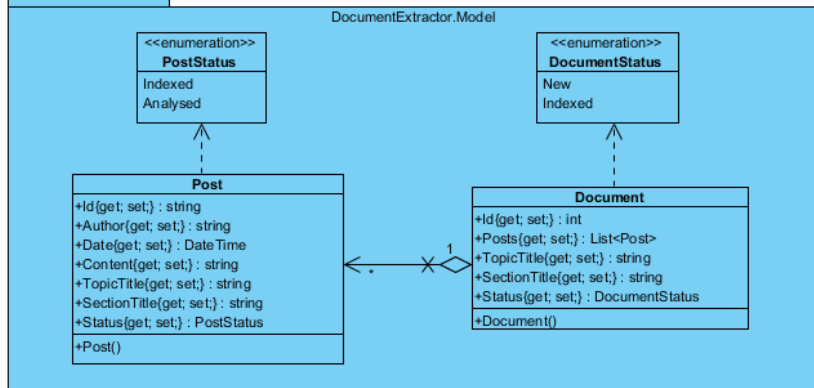 DocumentExtractor.Model
<<enumeration>>
PostStatus
Indexed
Analysed
<<enumeration>>
DocumentStatus
New
Indexed
Post
+Id{get; set;} : string
+Author{get; set;} : string
+Date{get; set;} : DateTime
+Content{get; set;} : string
+TopicTitle{get; set;} : string
+SectionTitle{get; set;} : string
+Status{get; set;} : PostStatus
+Post()
*
1
Document
+Id{get; set;} : int
+Posts{get; set;} : List<Post>
+TopicTitle{get; set;} : string
+SectionTitle{get; set;} : string
+Status{get; set;} : DocumentStatus
+Document()